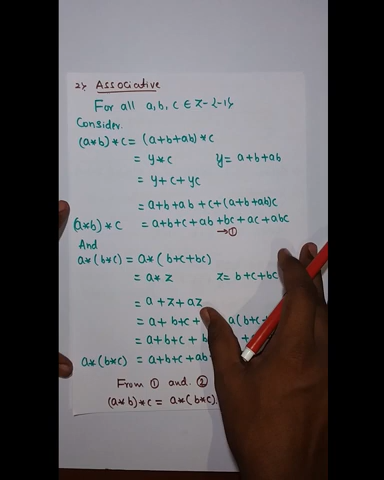 2) Associative
For all a, b, c ∈ Z-{-1}
Consider.
(a*b)*c = (a+b+ab)*c
= y*c y = a+b+ab
= y+c+yc
= a+b+ab+c+(a+b+ab)c
(a*b)*c = a+b+c+ab+bc+ac+abc
→①
And
a*(b*c) = a*(b+c+bc)
= a*z z = b+c+bc
= a+z+az
= a+b+c+ a(b+c+
= a+b+c+ b +
a*(b*c) = a+b+c+ab
From ① and. ②
(a*b)*c = a*(b*c).